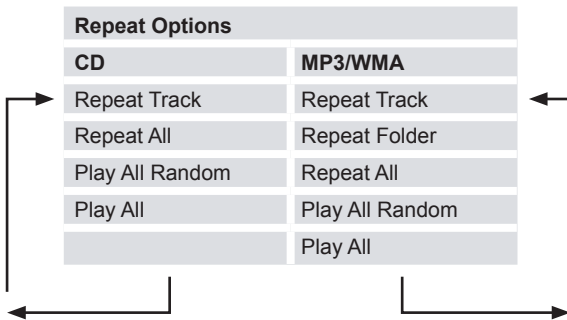 Repeat Options
CD MP3/WMA
Repeat Track Repeat Track
Repeat All Repeat Folder
Play All Random Repeat All
Play All Play All Random
Play All